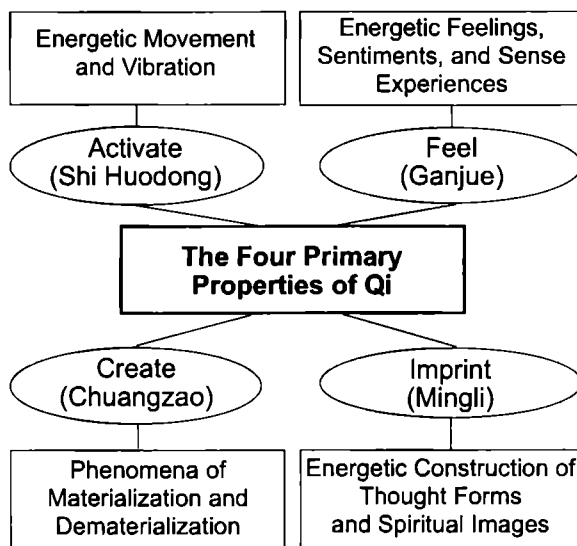 Energetic Movement
and Vibration
Energetic Feelings,
Sentiments, and Sense
Experiences
Activate
(Shi Huodong)
Feel
(Ganjue)
The Four Primary
Properties of Qi
Create
(Chuangzao)
Imprint
(Mingli)
Phenomena of
Materialization and
Dematerialization
Energetic Construction of
Thought Forms
and Spiritual Images